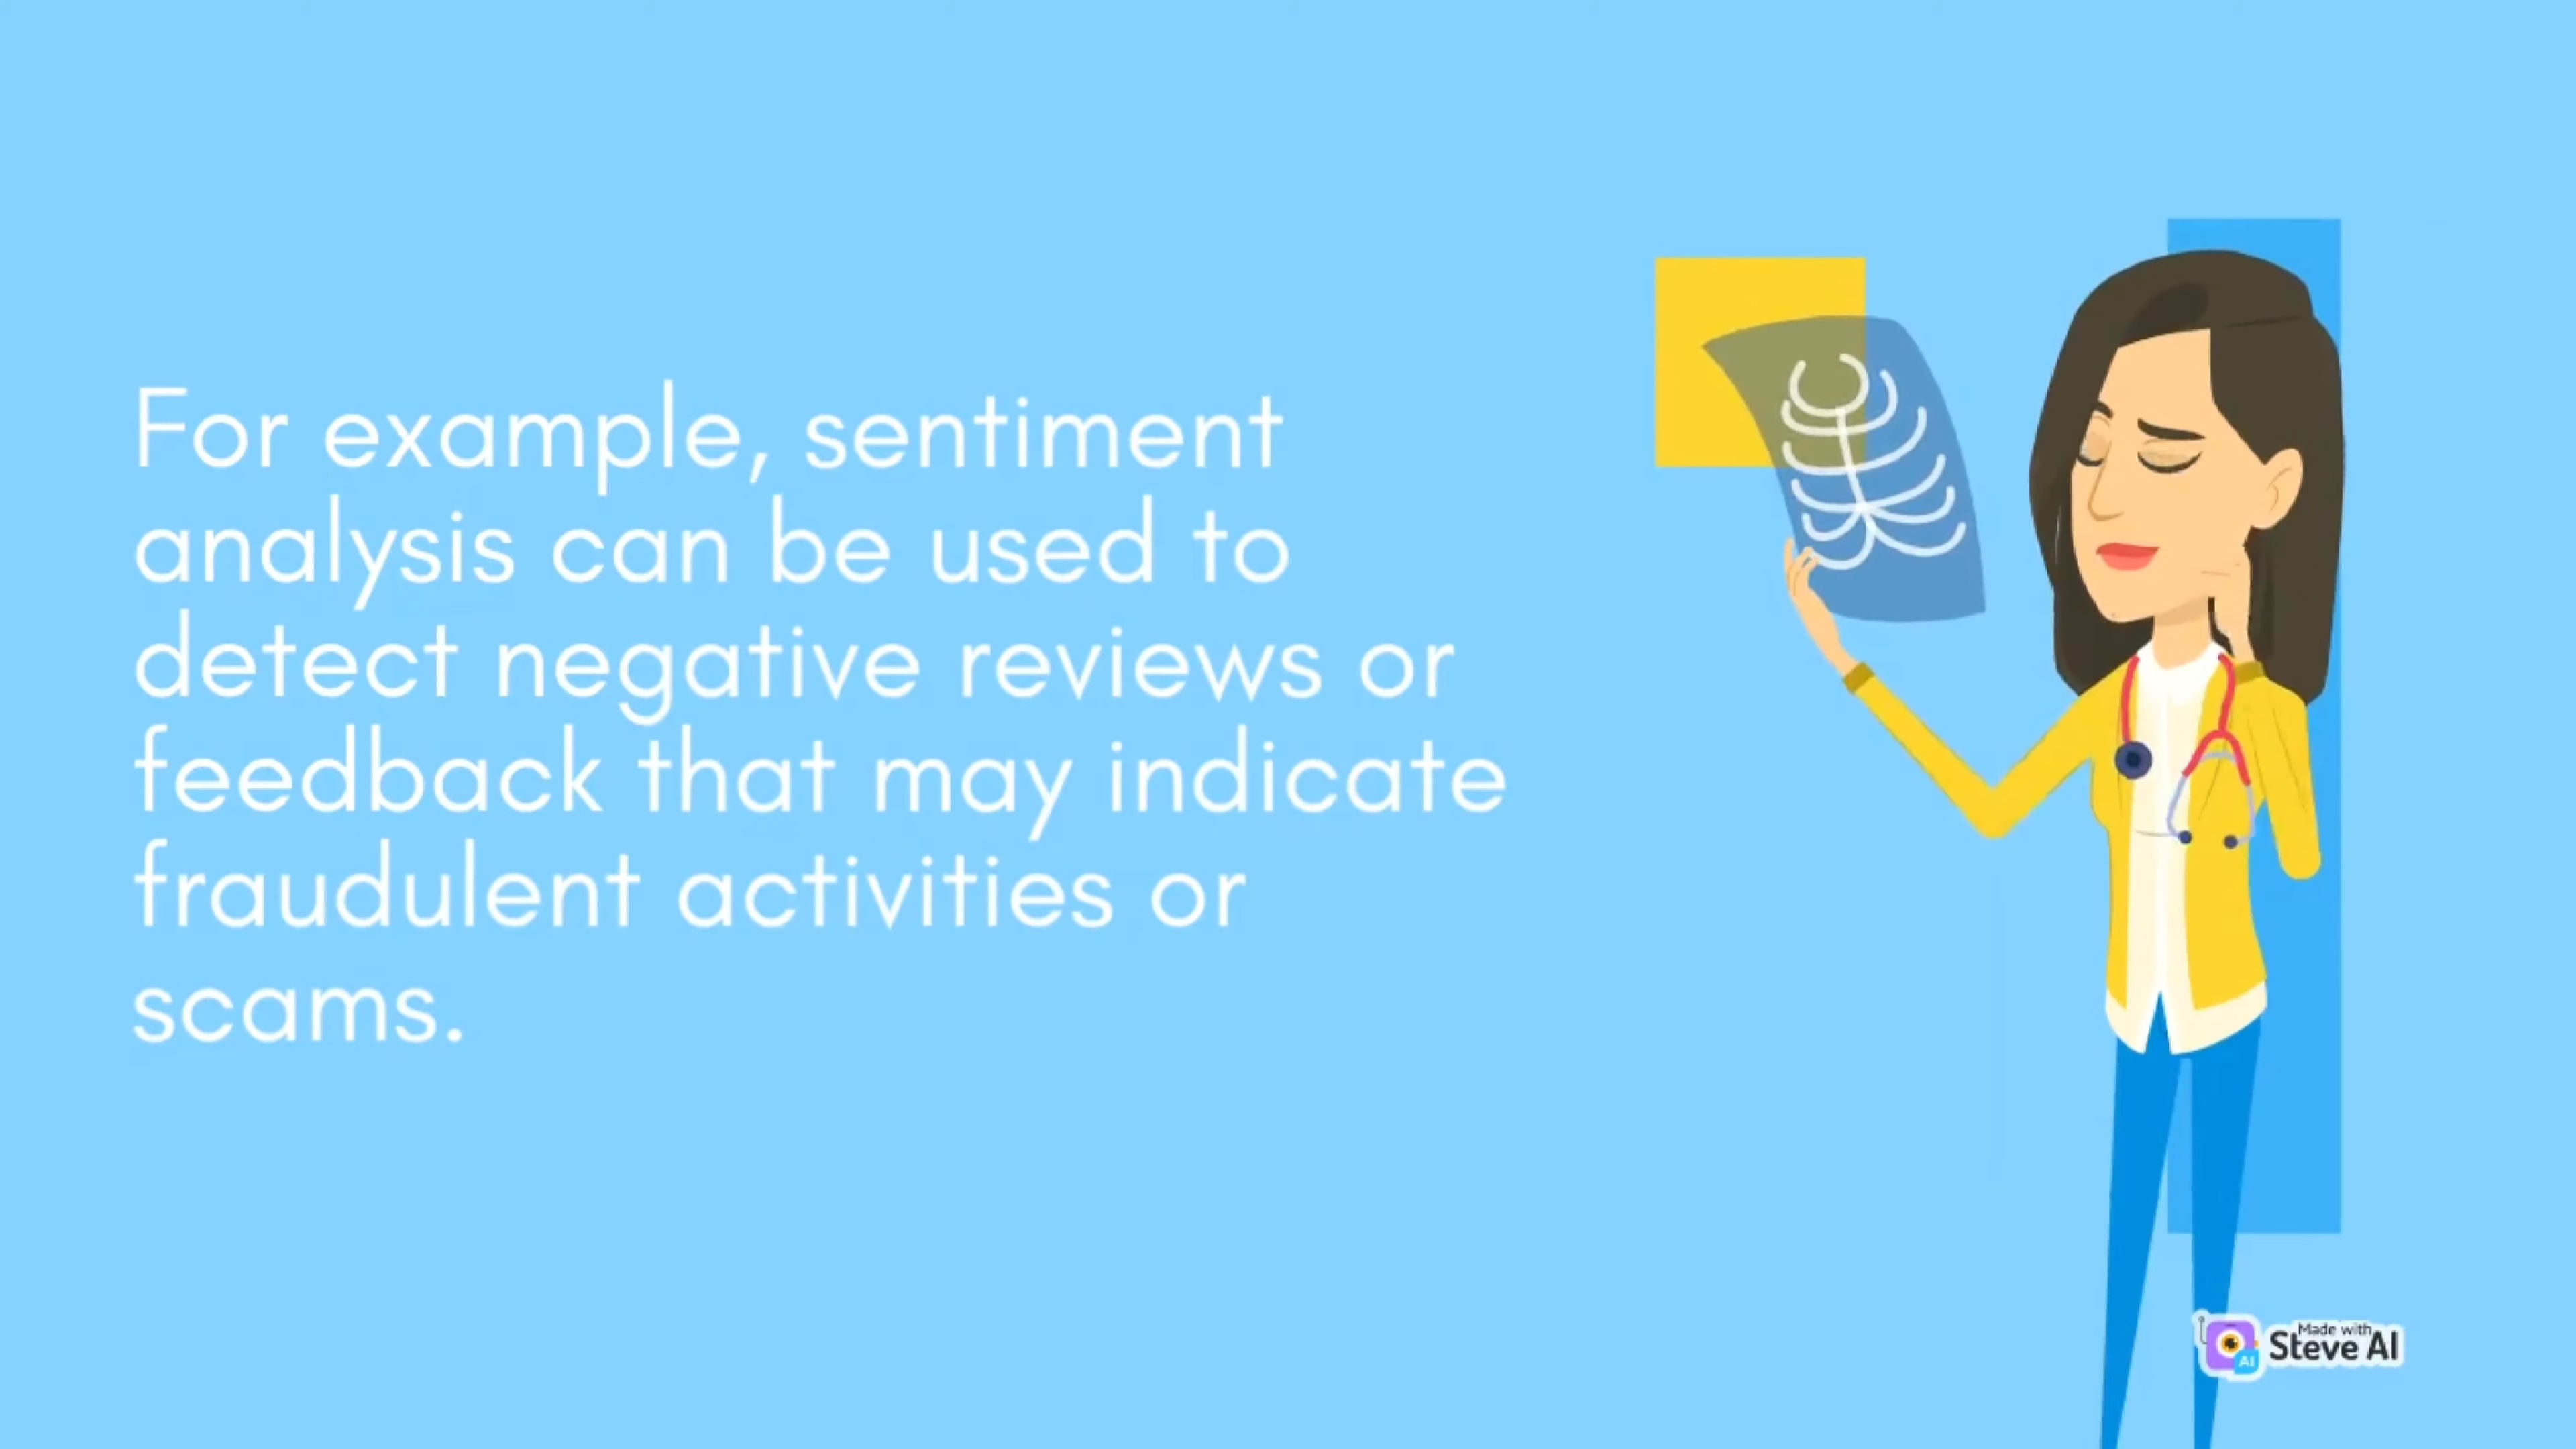 For example, sentiment
analysis can be used to
detect negative reviews or
feedback that may indicate
fraudulent activities or
scams.
Made with
Steve AI
AI